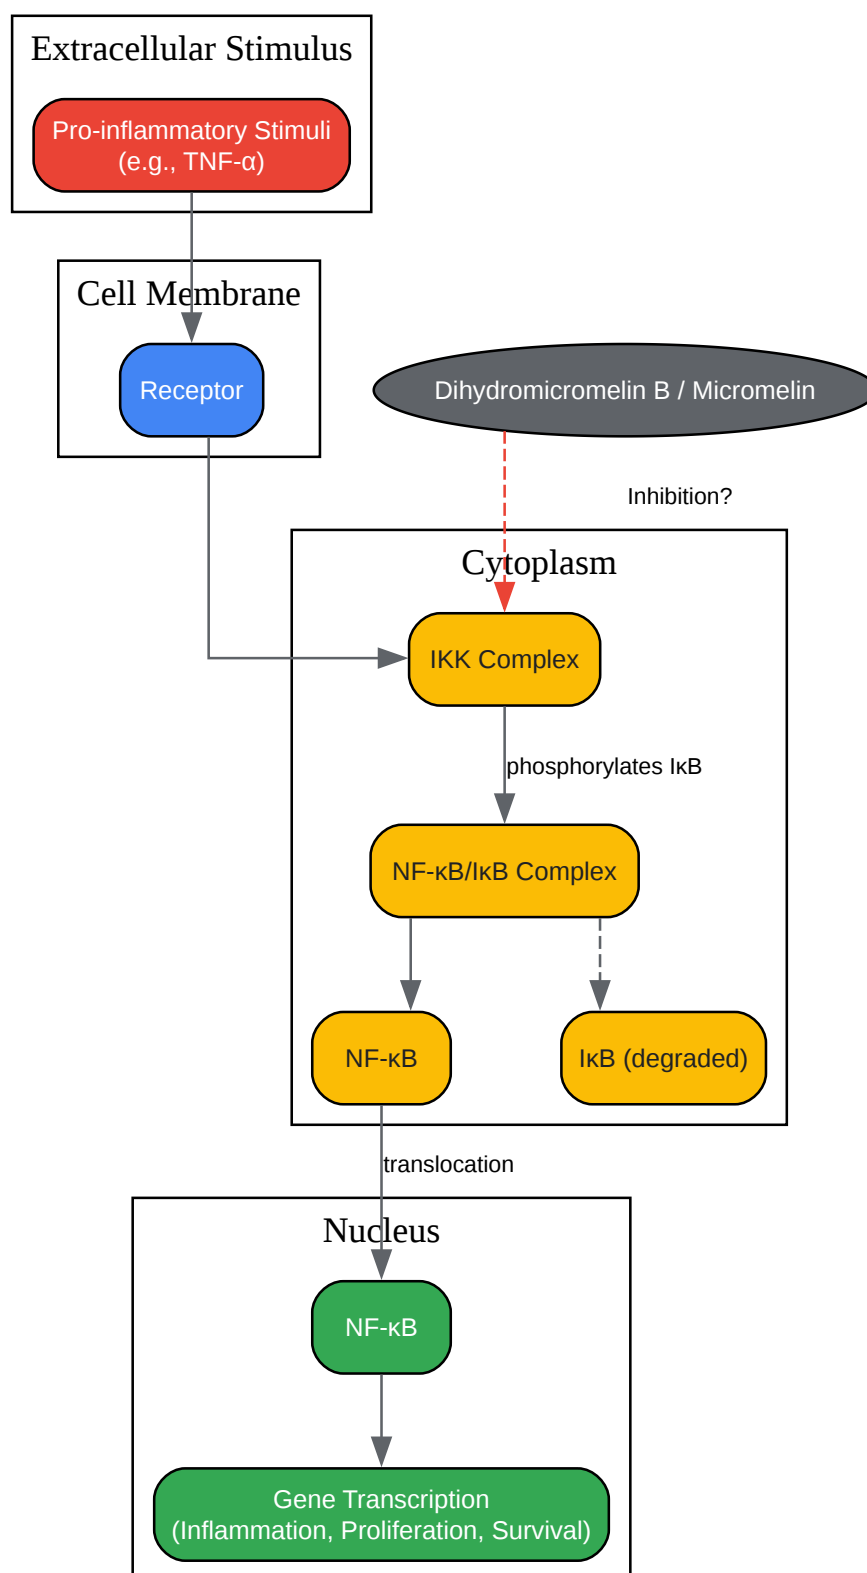 Extracellular Stimulus
Pro-inflammatory Stimuli
(e.g., TNF-α)
Cell Membrane
Receptor
Dihydromicromelin B / Micromelin
Inhibition?
Cytoplasm
IKK Complex
phosphorylates IκB
NF-κB/IκB Complex
NF-κB
IκB (degraded)
translocation
Nucleus
NF-κB
Gene Transcription
(Inflammation, Proliferation, Survival)